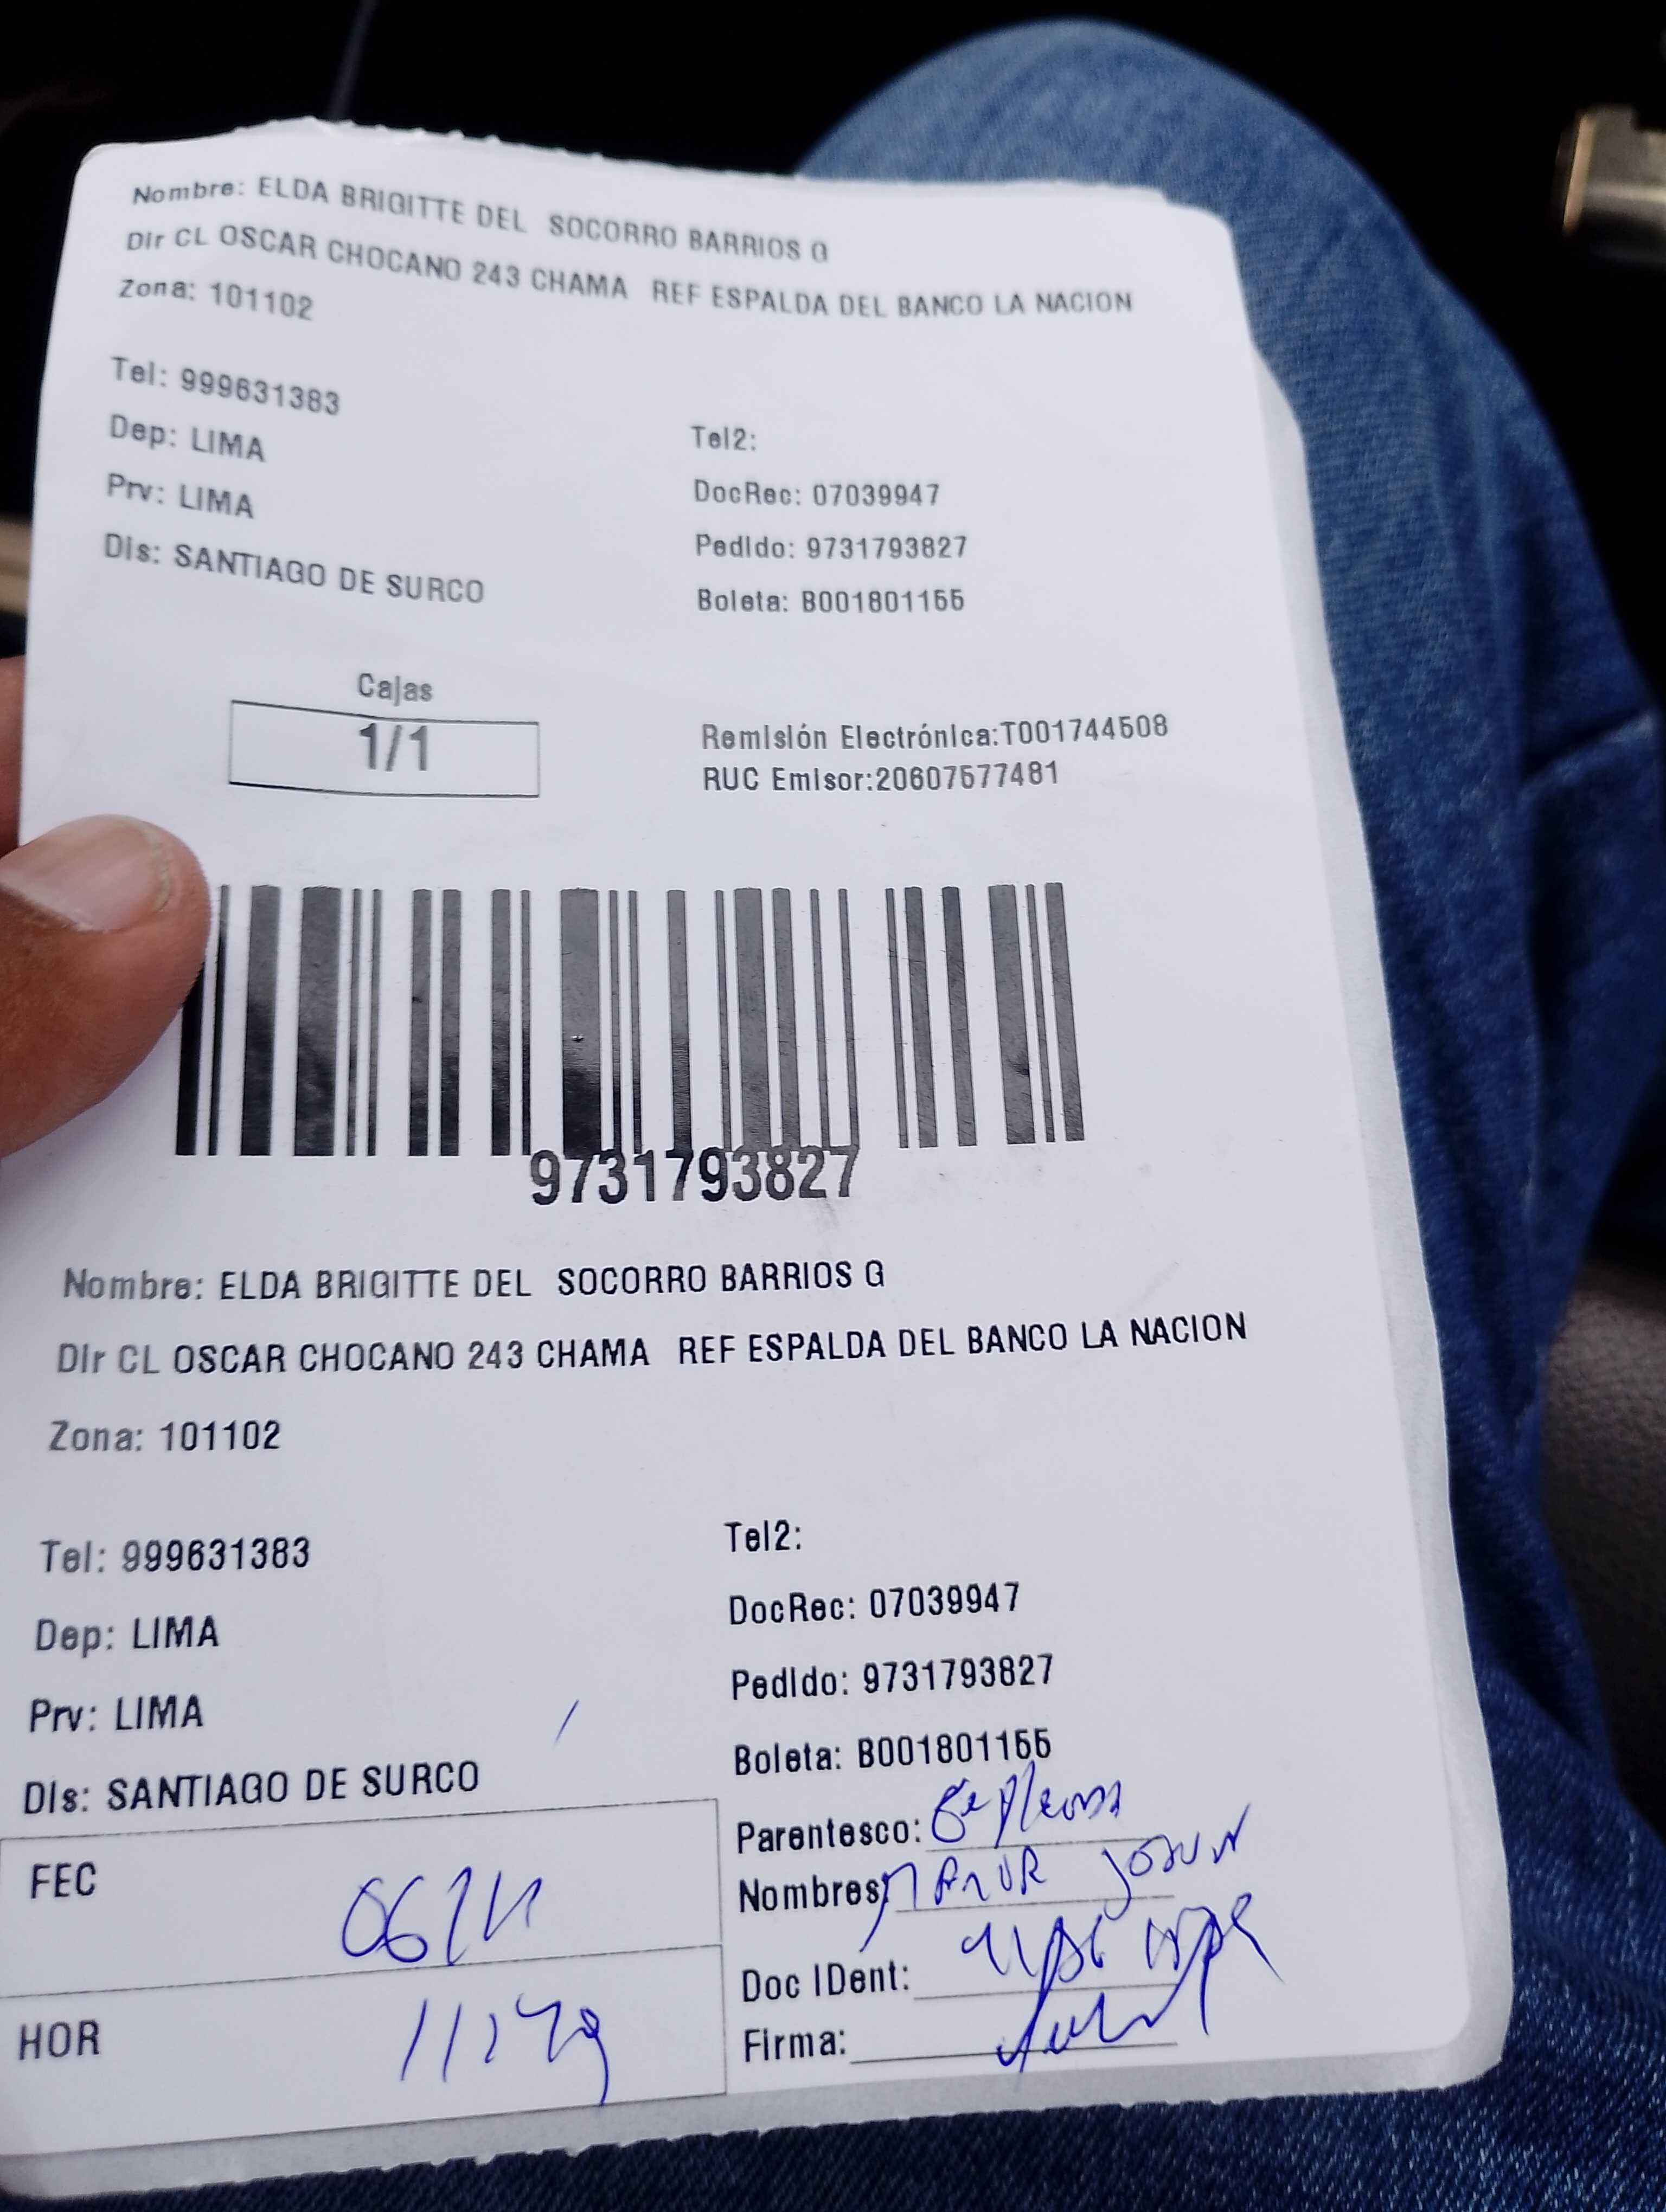 Nombre: ELDA BRIGITTE DEL SOCORRO BARRIOS G
Dir CL OSCAR CHOCANO 243 CHAMA REF ESPALDA DEL BANCO LA NACION
Zona: 101102
Tel: 999631383
Dep: LIMA
Prv: LIMA
Dis: SANTIAGO DE SURCO
Tel2:
DocRec: 07039947
Pedido: 9731793827
Boleta: B001801155
Cajas
1/1
Remisión Electrónica:T001744508
RUC Emisor:20607577481
9731793827
Nombre: ELDA BRIGITTE DEL SOCORRO BARRIOS G
Dir CL OSCAR CHOCANO 243 CHAMA REF ESPALDA DEL BANCO LA NACION
Zona: 101102
Tel: 999631383
Dep: LIMA
Prv: LIMA
Dis: SANTIAGO DE SURCO
Tel2:
DocRec: 07039947
Pedido: 9731793827
Boleta: B001801155
Parentesco:
Nombres:
Doc IDent:
Firma:
FEC
HOR